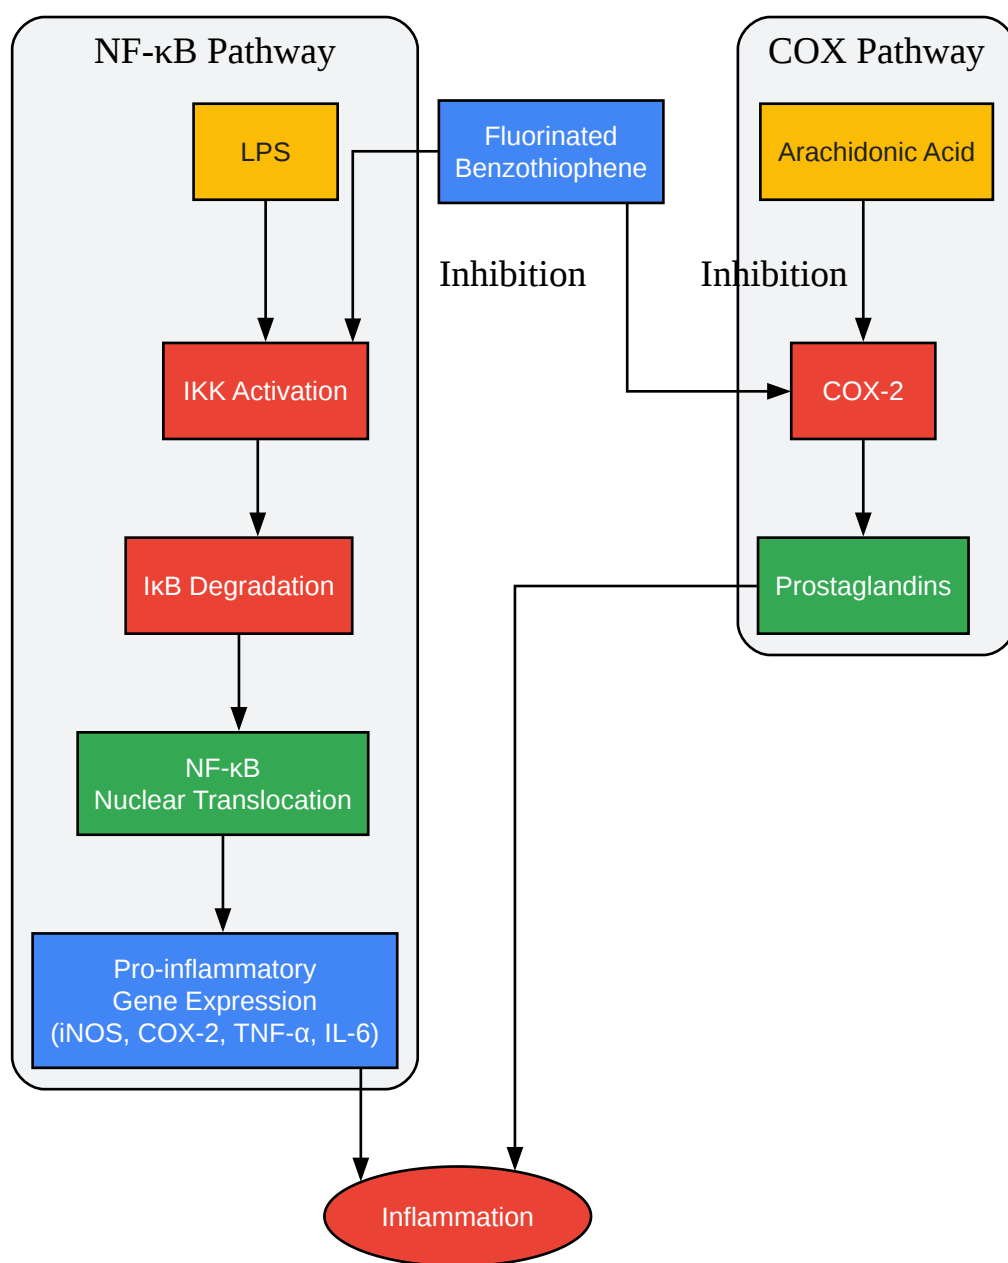 NF-κB Pathway
COX Pathway
LPS
Fluorinated
Benzothiophene
Arachidonic Acid
Inhibition
Inhibition
IKK Activation
COX-2
IκB Degradation
Prostaglandins
NF-κB
Nuclear Translocation
Pro-inflammatory
Gene Expression
(iNOS, COX-2, TNF-α, IL-6)
Inflammation